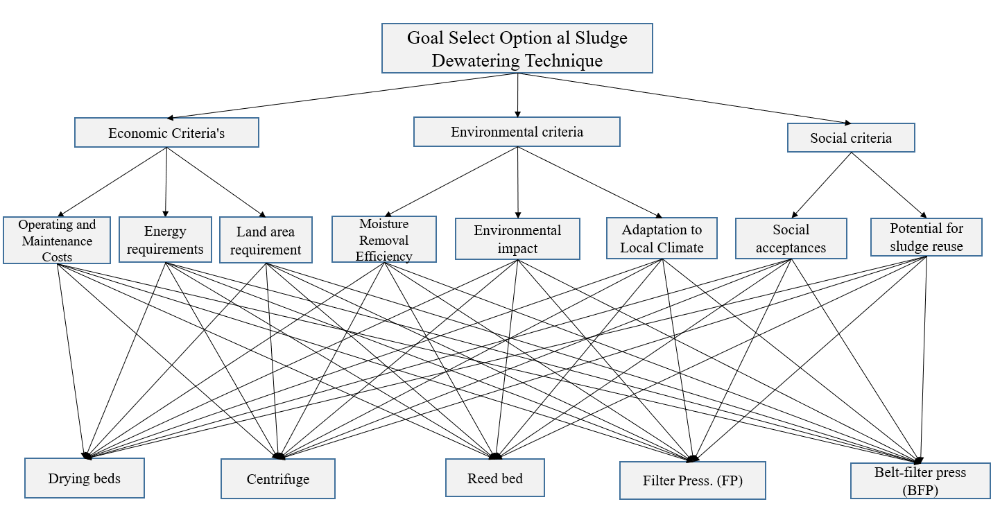 Goal Select Option al Sludge
Dewatering Technique
Economic Criteria's
Environmental criteria
Social criteria
Operating and
Maintenance
Costs
Energy
requirements
Land area
requirement
Moisture
Removal
Efficiency
Environmental
impact
Adaptation to
Local Climate
Social
acceptances
Potential for
sludge reuse
Drying beds
Centrifuge
Reed bed
Filter Press. (FP)
Belt-filter press
(BFP)